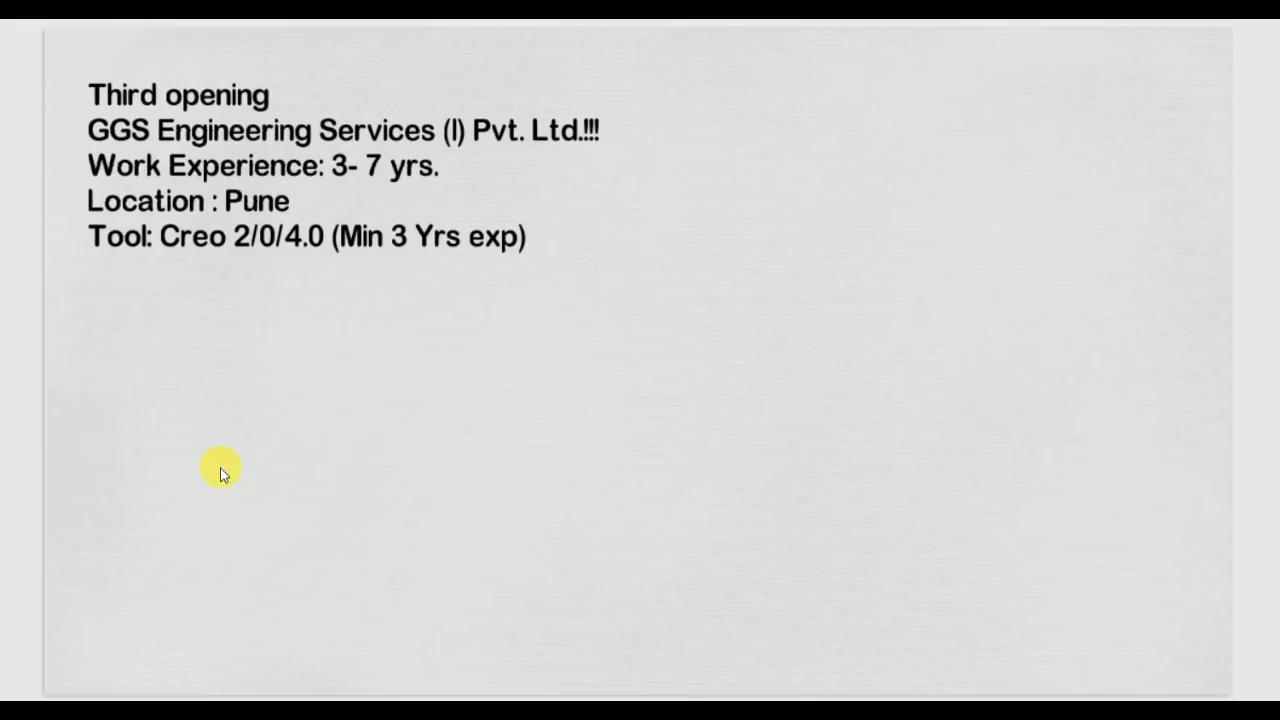 Third opening
GGS Engineering Services (I) Pvt. Ltd.!!!
Work Experience: 3- 7 yrs.
Location : Pune
Tool: Creo 2/0/4.0 (Min 3 Yrs exp)